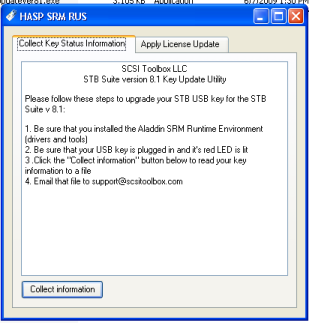 updatever81.exe 3,105 KB Application 6/7/2009 1:30 PM
HASP SRM RUS
Collect Key Status Information Apply License Update
SCSI Toolbox LLC
STB Suite version 8.1 Key Update Utility
Please follow these steps to upgrade your STB USB key for the STB
Suite v 8.1:
1. Be sure that you installed the Aladdin SRM Runtime Environment
(drivers and tools)
2. Be sure that your USB key is plugged in and it's red LED is lit
3 .Click the "Collect information" button below to read your key
information to a file
4. Email that file to support@scsitoolbox.com
Collect information